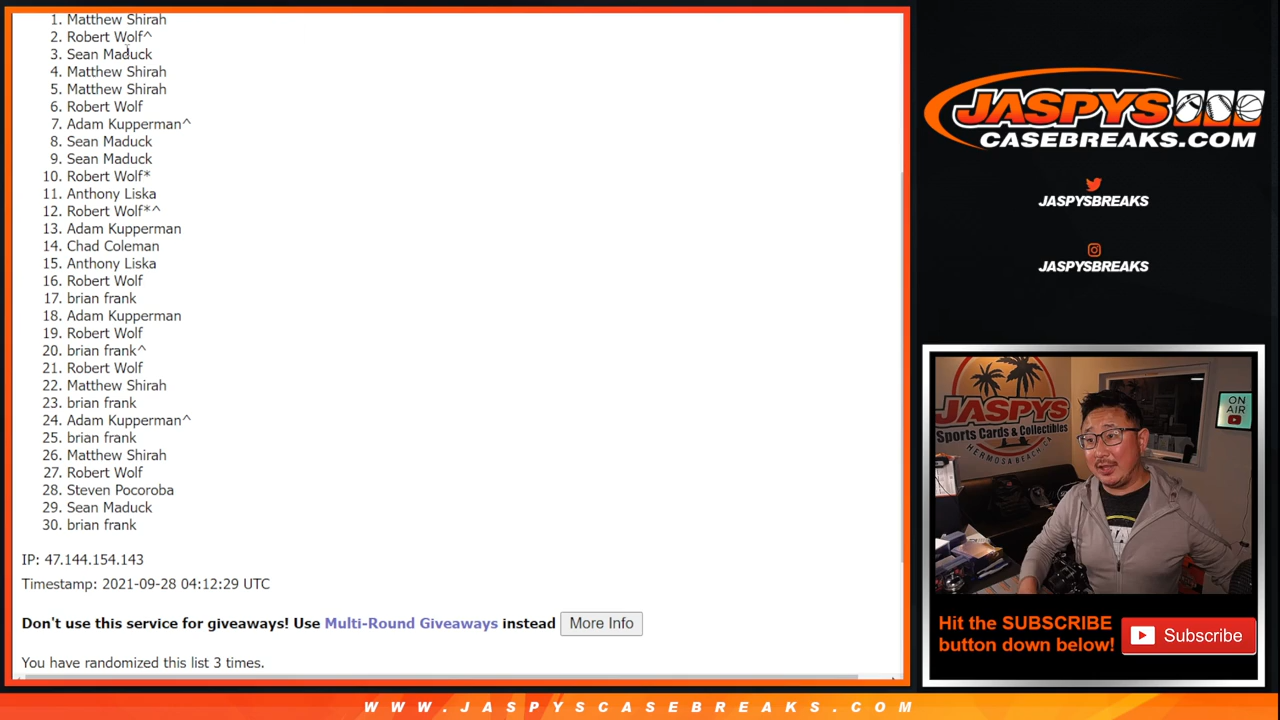 1. Matthew Shirah
2. Robert Wolf^
3. Sean Maduck
4. Matthew Shirah
5. Matthew Shirah
6. Robert Wolf
7. Adam Kupperman^
8. Sean Maduck
9. Sean Maduck
10. Robert Wolf*
11. Anthony Liska
12. Robert Wolf*^
13. Adam Kupperman
14. Chad Coleman
15. Anthony Liska
16. Robert Wolf
17. brian frank
18. Adam Kupperman
19. Robert Wolf
20. brian frank^
21. Robert Wolf
22. Matthew Shirah
23. brian frank
24. Adam Kupperman^
25. brian frank
26. Matthew Shirah
27. Robert Wolf
28. Steven Pocoroba
29. Sean Maduck
30. brian frank
IP: 47.144.154.143
Timestamp: 2021-09-28 04:12:29 UTC
Don't use this service for giveaways! Use Multi-Round Giveaways instead More Info
You have randomized this list 3 times.
JASPYS
CASEBREAKS.COM
JASPYSBREAKS
JASPYSBREAKS
JASPYS
Sports Cards & Collectibles
HERMOSA BEACH CA
ON
AIR
Hit the SUBSCRIBE
button down below!
Subscribe
WWW.JASPYSCASEBREAKS.COM